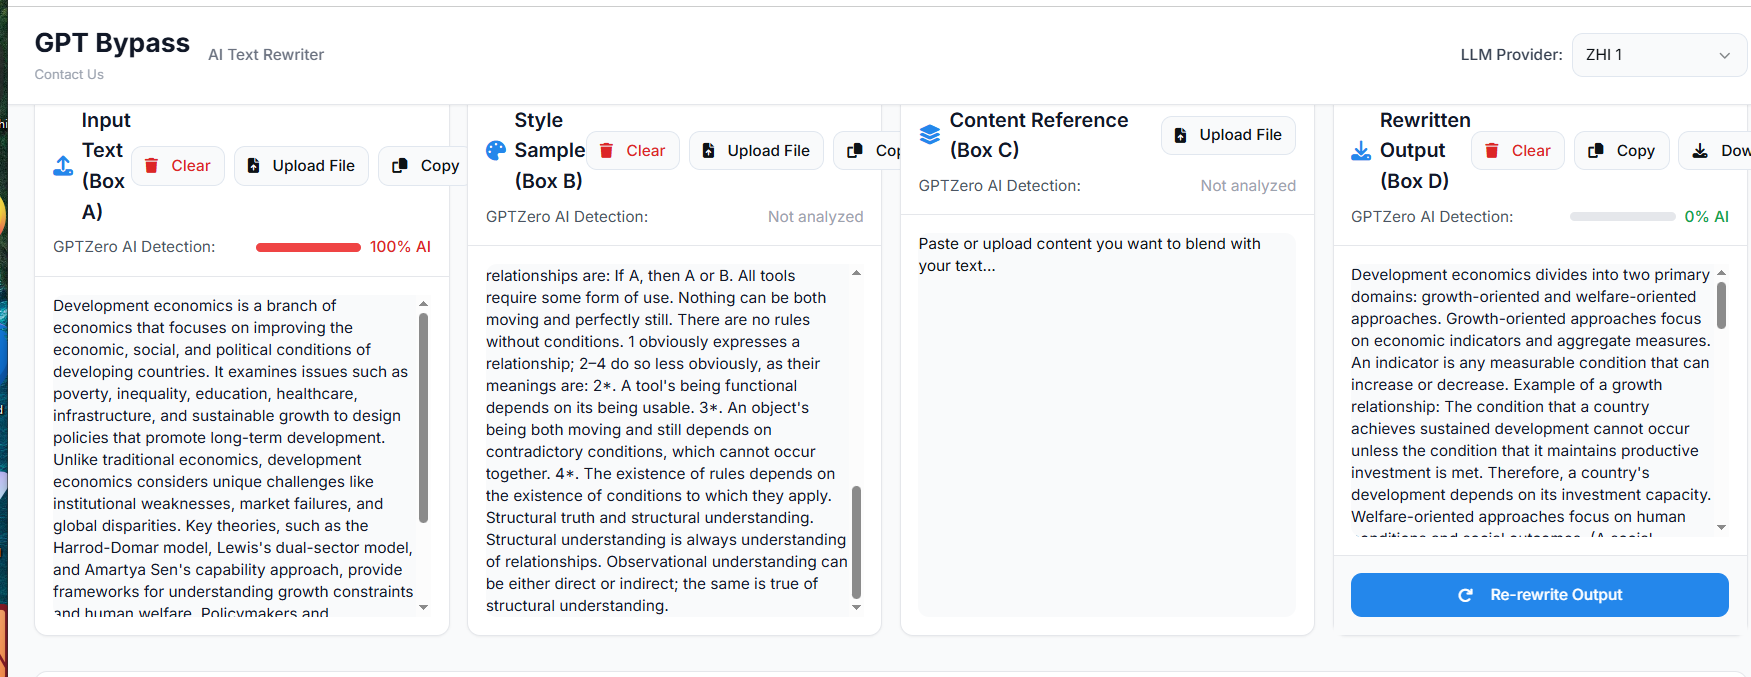 GPT Bypass
Contact Us
AI Text Rewriter
LLM Provider:
ZHI 1
Input
Text
(Box
A)
Clear
Upload File
Copy
GPTZero AI Detection:
100% AI
Development economics is a branch of
economics that focuses on improving the
economic, social, and political conditions of
developing countries. It examines issues such as
poverty, inequality, education, healthcare,
infrastructure, and sustainable growth to design
policies that promote long-term development.
Unlike traditional economics, development
economics considers unique challenges like
institutional weaknesses, market failures, and
global disparities. Key theories, such as the
Harrod-Domar model, Lewis's dual-sector model,
and Amartya Sen's capability approach, provide
frameworks for understanding growth constraints
and human welfare. Policymakers and
Style
Sample
(Box B)
Clear
Upload File
Cop
GPTZero AI Detection:
Not analyzed
relationships are: If A, then A or B. All tools
require some form of use. Nothing can be both
moving and perfectly still. There are no rules
without conditions. 1 obviously expresses a
relationship; 2–4 do so less obviously, as their
meanings are: 2*. A tool's being functional
depends on its being usable. 3*. An object's
being both moving and still depends on
contradictory conditions, which cannot occur
together. 4*. The existence of rules depends on
the existence of conditions to which they apply.
Structural truth and structural understanding.
Structural understanding is always understanding
of relationships. Observational understanding can
be either direct or indirect; the same is true of
structural understanding.
Content Reference
(Box C)
Upload File
GPTZero AI Detection:
Not analyzed
Paste or upload content you want to blend with
your text...
Rewritten
Output
(Box D)
Clear
Copy
Dow
GPTZero AI Detection:
0% AI
Development economics divides into two primary
domains: growth-oriented and welfare-oriented
approaches. Growth-oriented approaches focus
on economic indicators and aggregate measures.
An indicator is any measurable condition that can
increase or decrease. Example of a growth
relationship: The condition that a country
achieves sustained development cannot occur
unless the condition that it maintains productive
investment is met. Therefore, a country's
development depends on its investment capacity.
Welfare-oriented approaches focus on human
conditions and social outcomes. (A social
Re-rewrite Output